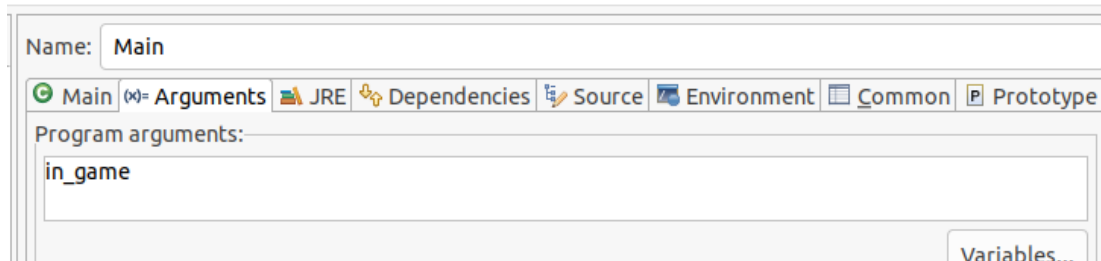 Name: Main
Main (x)= Arguments JRE Dependencies Source Environment Common P Prototype
Program arguments:
in_game
Variables...